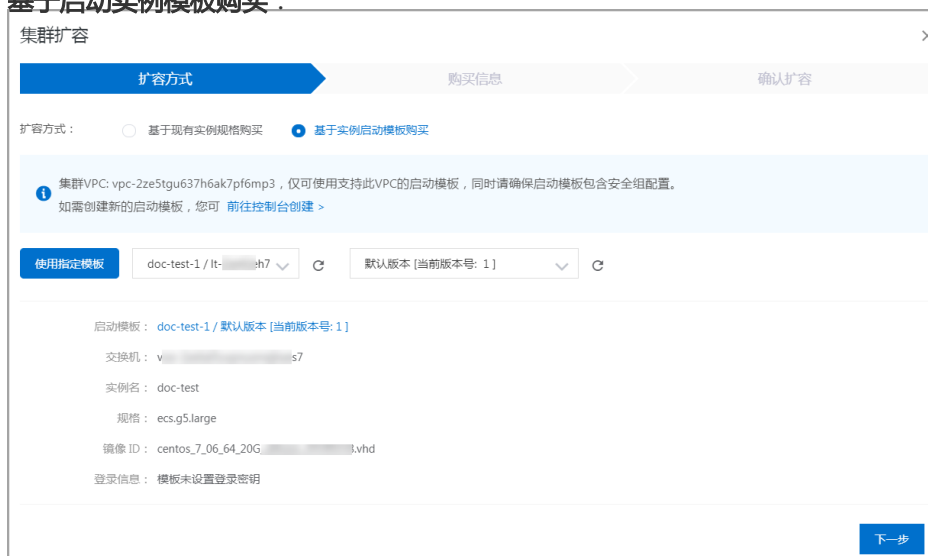 基于启动实例模板购买：
集群扩容
扩容方式 购买信息 确认扩容
扩容方式： 基于现有实例规格购买 基于实例启动模板购买
集群VPC: vpc-2ze5tgu637h6ak7pf6mp3，仅可使用支持此VPC的启动模板，同时请确保启动模板包含安全组配置。
如需创建新的启动模板，您可 前往控制台创建 >
使用指定模板 doc-test-1 / lt- eh7 默认版本 [当前版本号: 1 ]
启动模板： doc-test-1 / 默认版本 [当前版本号: 1 ]
交换机： v s7
实例名： doc-test
规格： ecs.g5.large
镜像 ID： centos_7_06_64_20G .vhd
登录信息： 模板未设置登录密钥
下一步